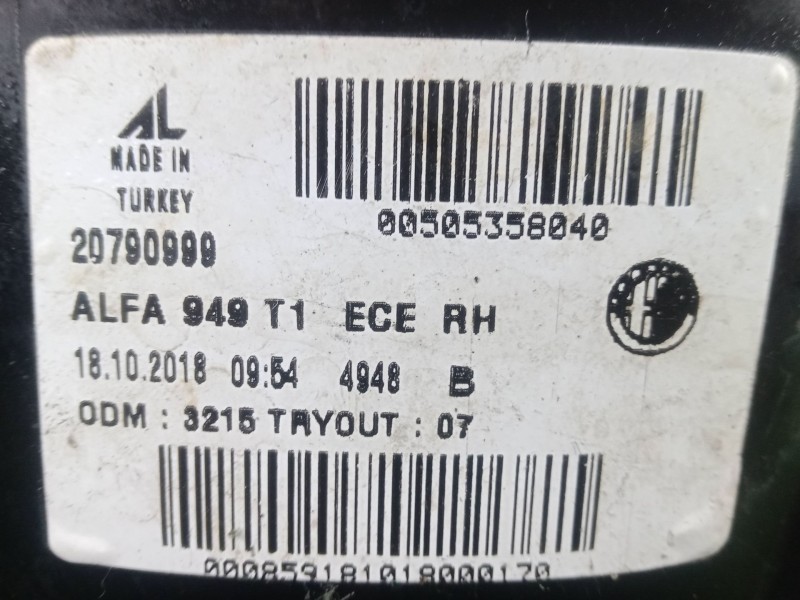 AL
MADE IN
TURKEY
00505358040
20790999
ALFA 949 T1 ECE RH
18.10.2018 09:54 4948 B
ODM : 3215 TRYOUT : 07
000859181018000170